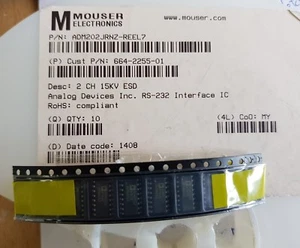 MOUSER
ELECTRONICS
www.mouser.com
P/N: ADM202JRNZ-REEL7
(P) Cust P/N: 664-2255-01
Desc: 2 CH 15KV ESD
Analog Devices Inc. RS-232 Interface IC
RoHS: compliant
(Q) QTY: 10
(4L) CoO: MY
(D) Date code: 1408